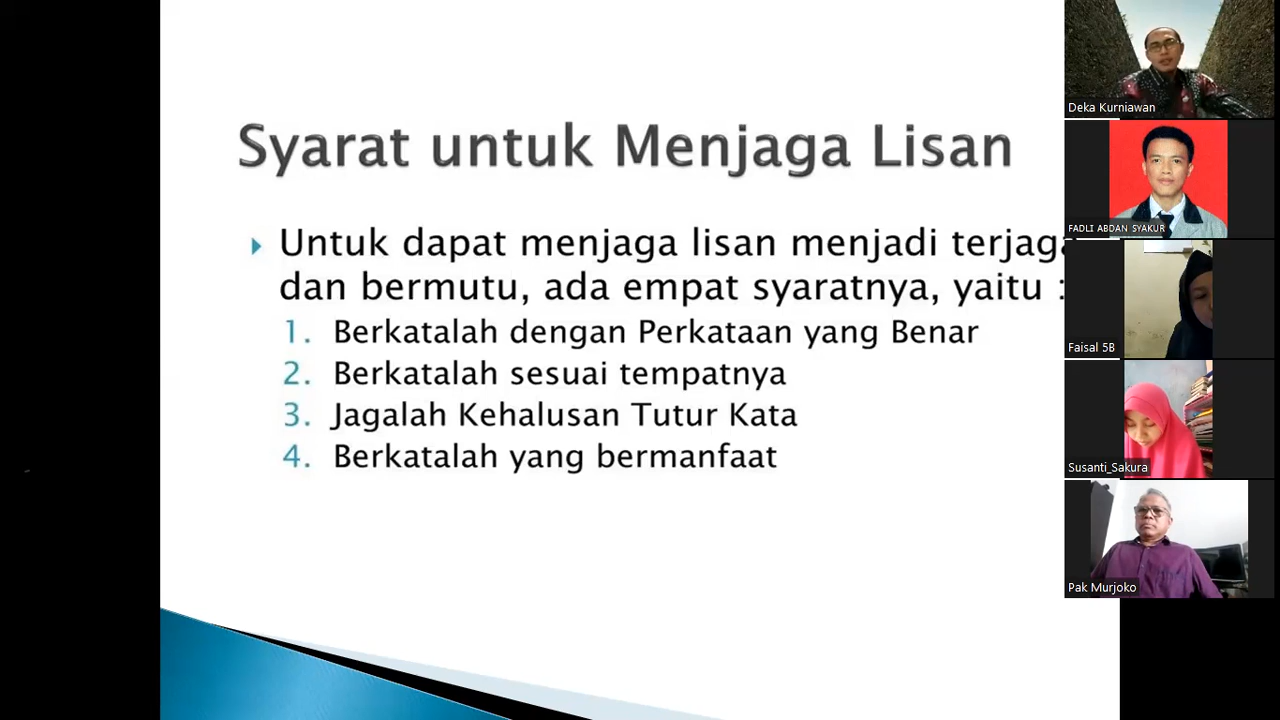 Syarat untuk Menjaga Lisan
Untuk dapat menjaga lisan menjadi terjaga
dan bermutu, ada empat syaratnya, yaitu :
1. Berkatalah dengan Perkataan yang Benar
2. Berkatalah sesuai tempatnya
3. Jagalah Kehalusan Tutur Kata
4. Berkatalah yang bermanfaat
Deka Kurniawan
FADLI ABDAN SYAKUR
Faisal 5B
Susanti_Sakura
Pak Murjoko